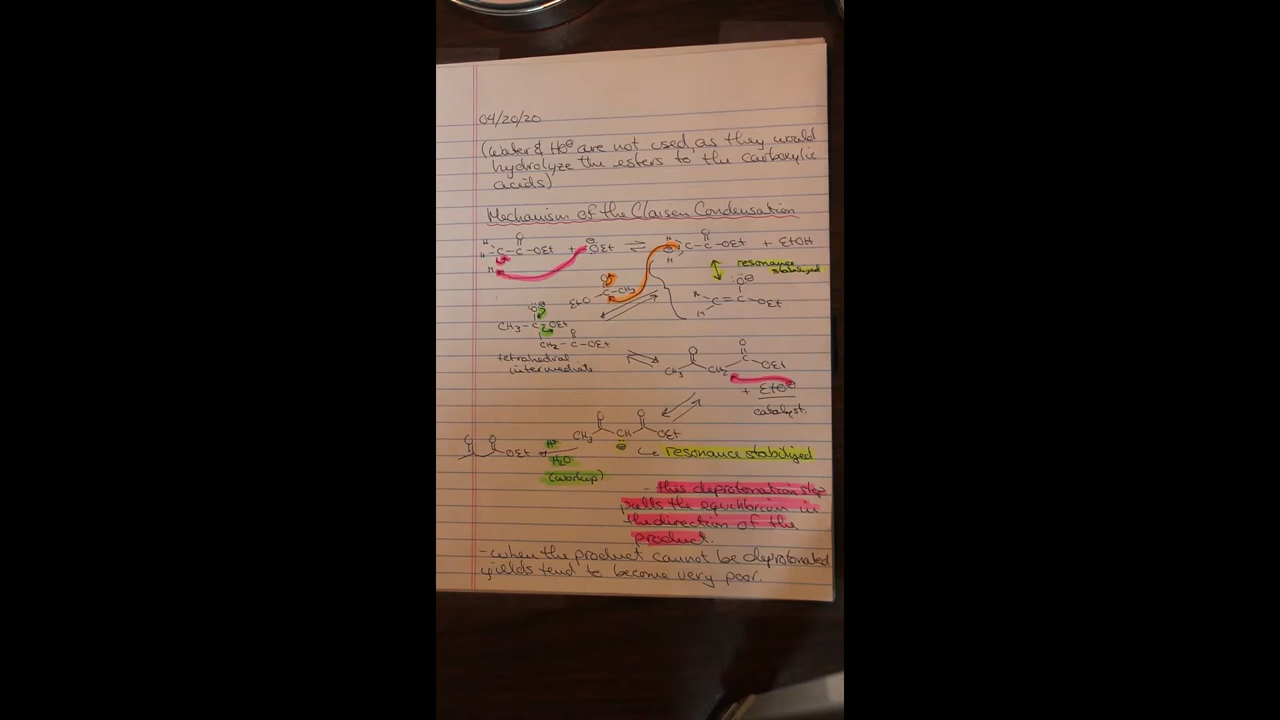 04/20/20
(Water & HO⊖ are not used, as they would
hydrolyze the esters to the carboxylic
acids)
Mechanism of the Claisen Condensation
H H H C-C-OEt O + ⊖OEt ⇌ H ⊖ C-C-OEt O H + EtOH
resonance
stabilized
O
EtO C-CH3
O⊖
H C=C-OEt
H
O⊖
CH3-C-OEt
CH2-C-OEt O
tetrahedral
intermediate
O O
CH3 CH2 C OEt
+ EtO⊖
catalyst.
O O
CH3 CH OEt
⊖
resonance stabilized
H+
H2O
(workup)
O O
OEt
- this deprotonation step
pulls the equilibrium in
the direction of the
product.
- when the product cannot be deprotonated
yields tend to become very poor.